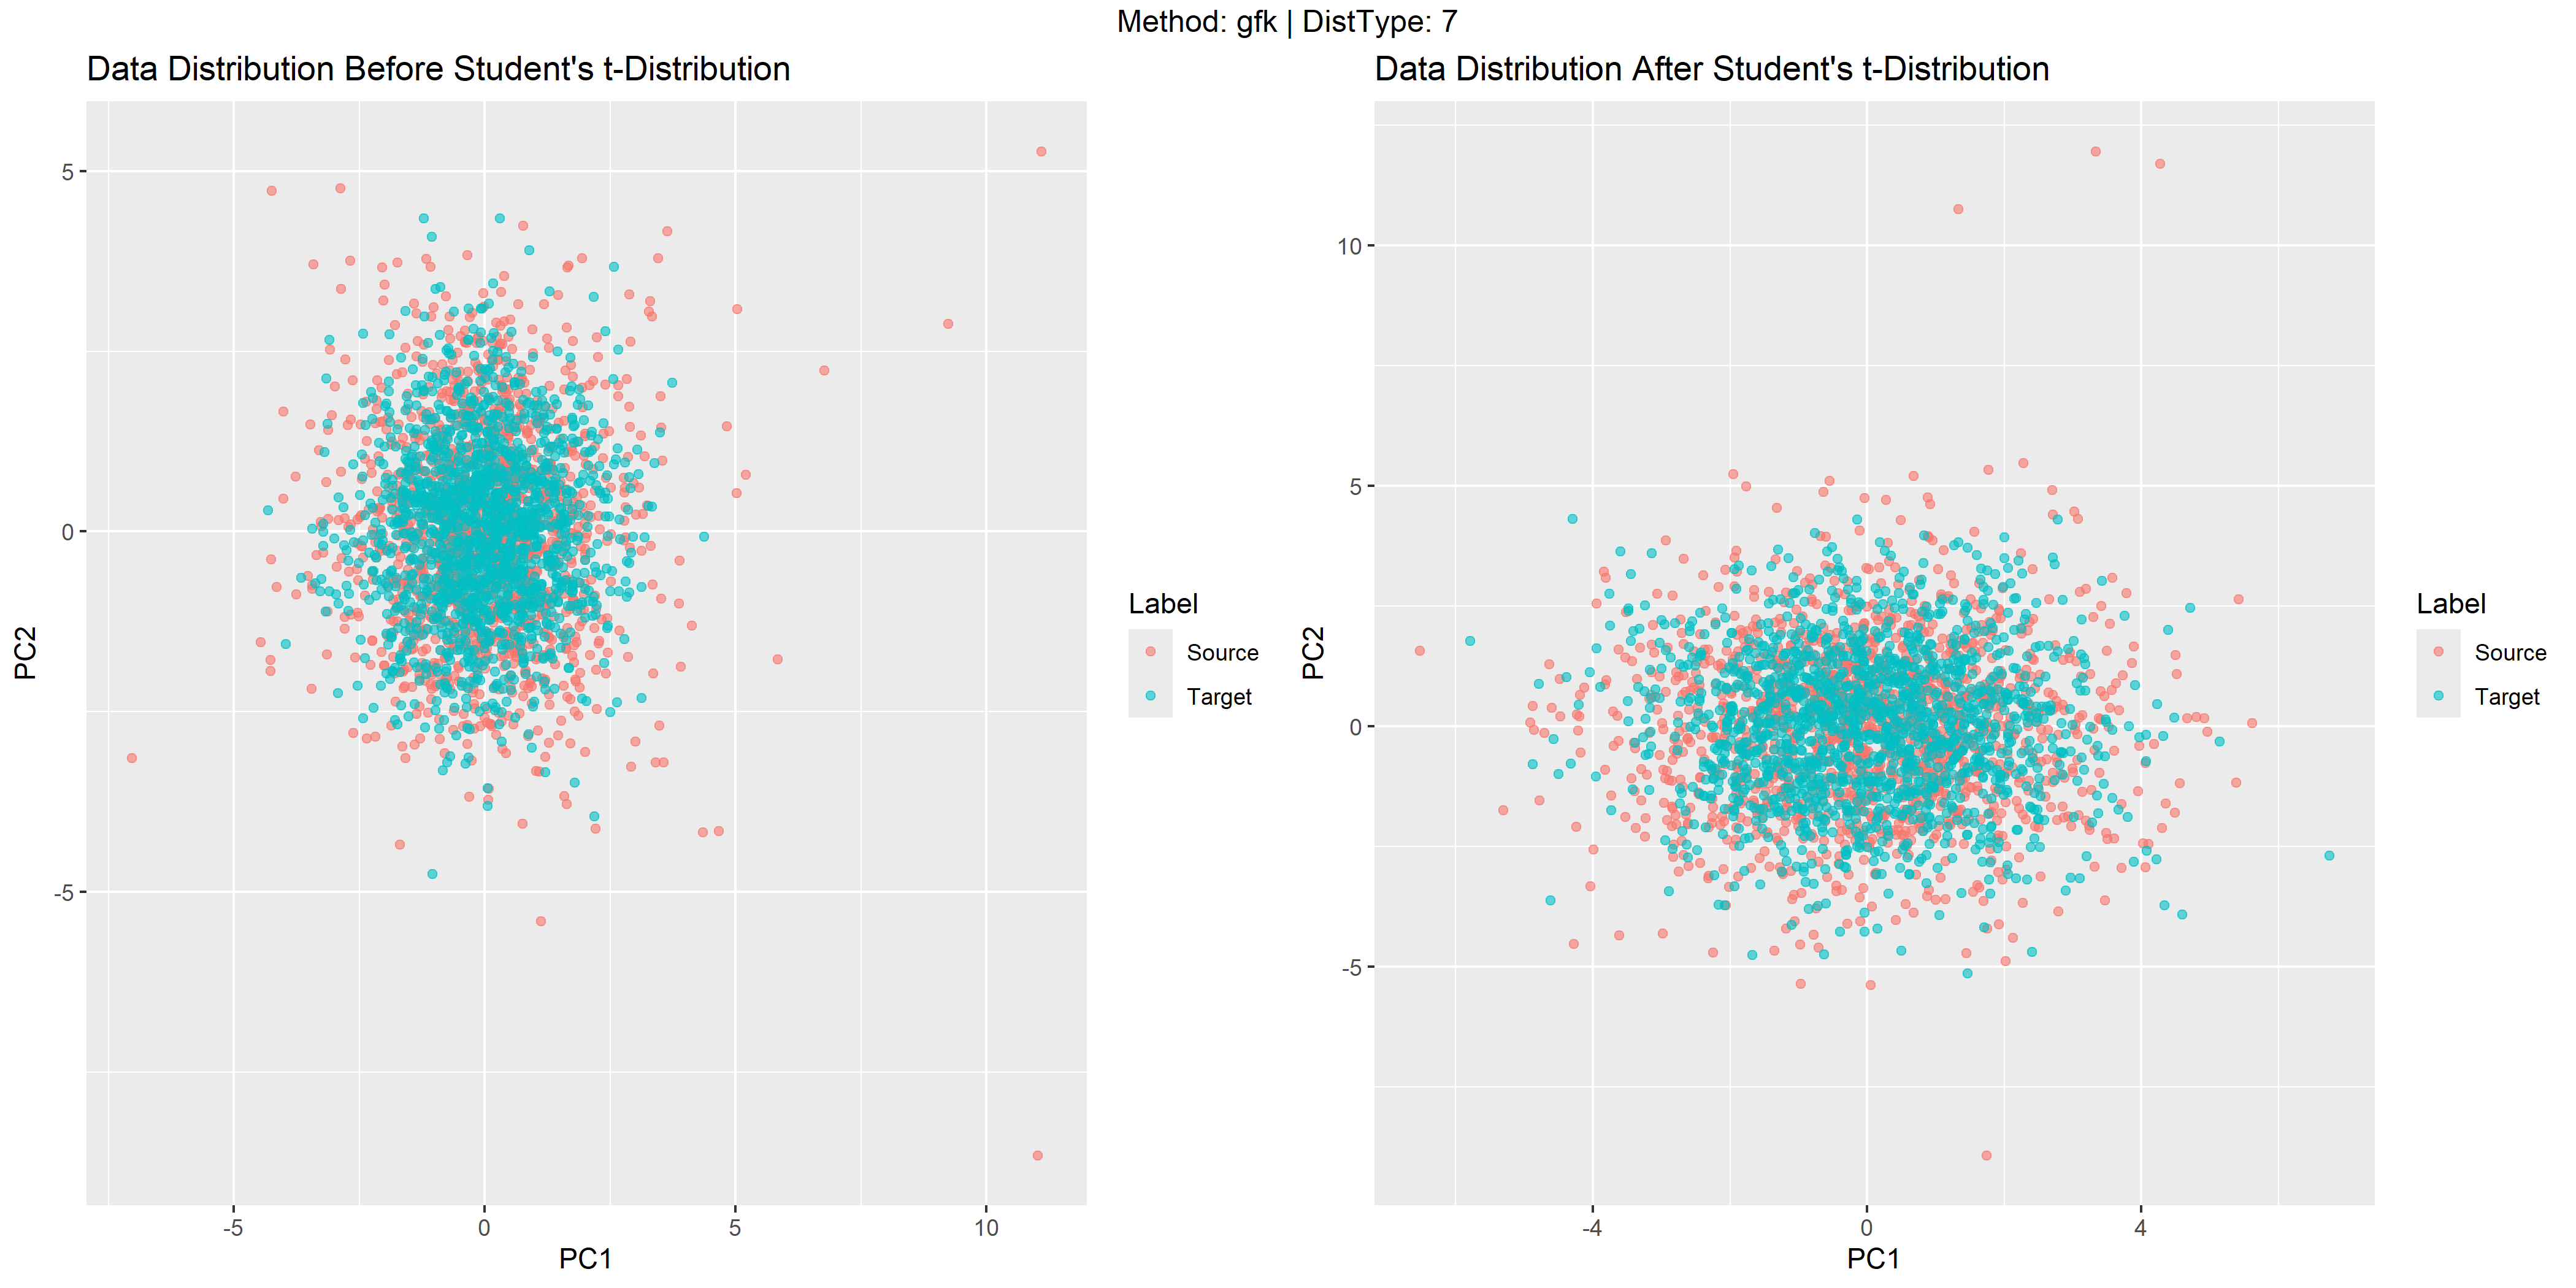 Method: gfk | DistType: 7
Data Distribution Before Student's t-Distribution
5
0
-5
PC2
-5
0
5
10
PC1
Label
Source
Target
Data Distribution After Student's t-Distribution
10
5
0
-5
PC2
-4
0
4
PC1
Label
Source
Target